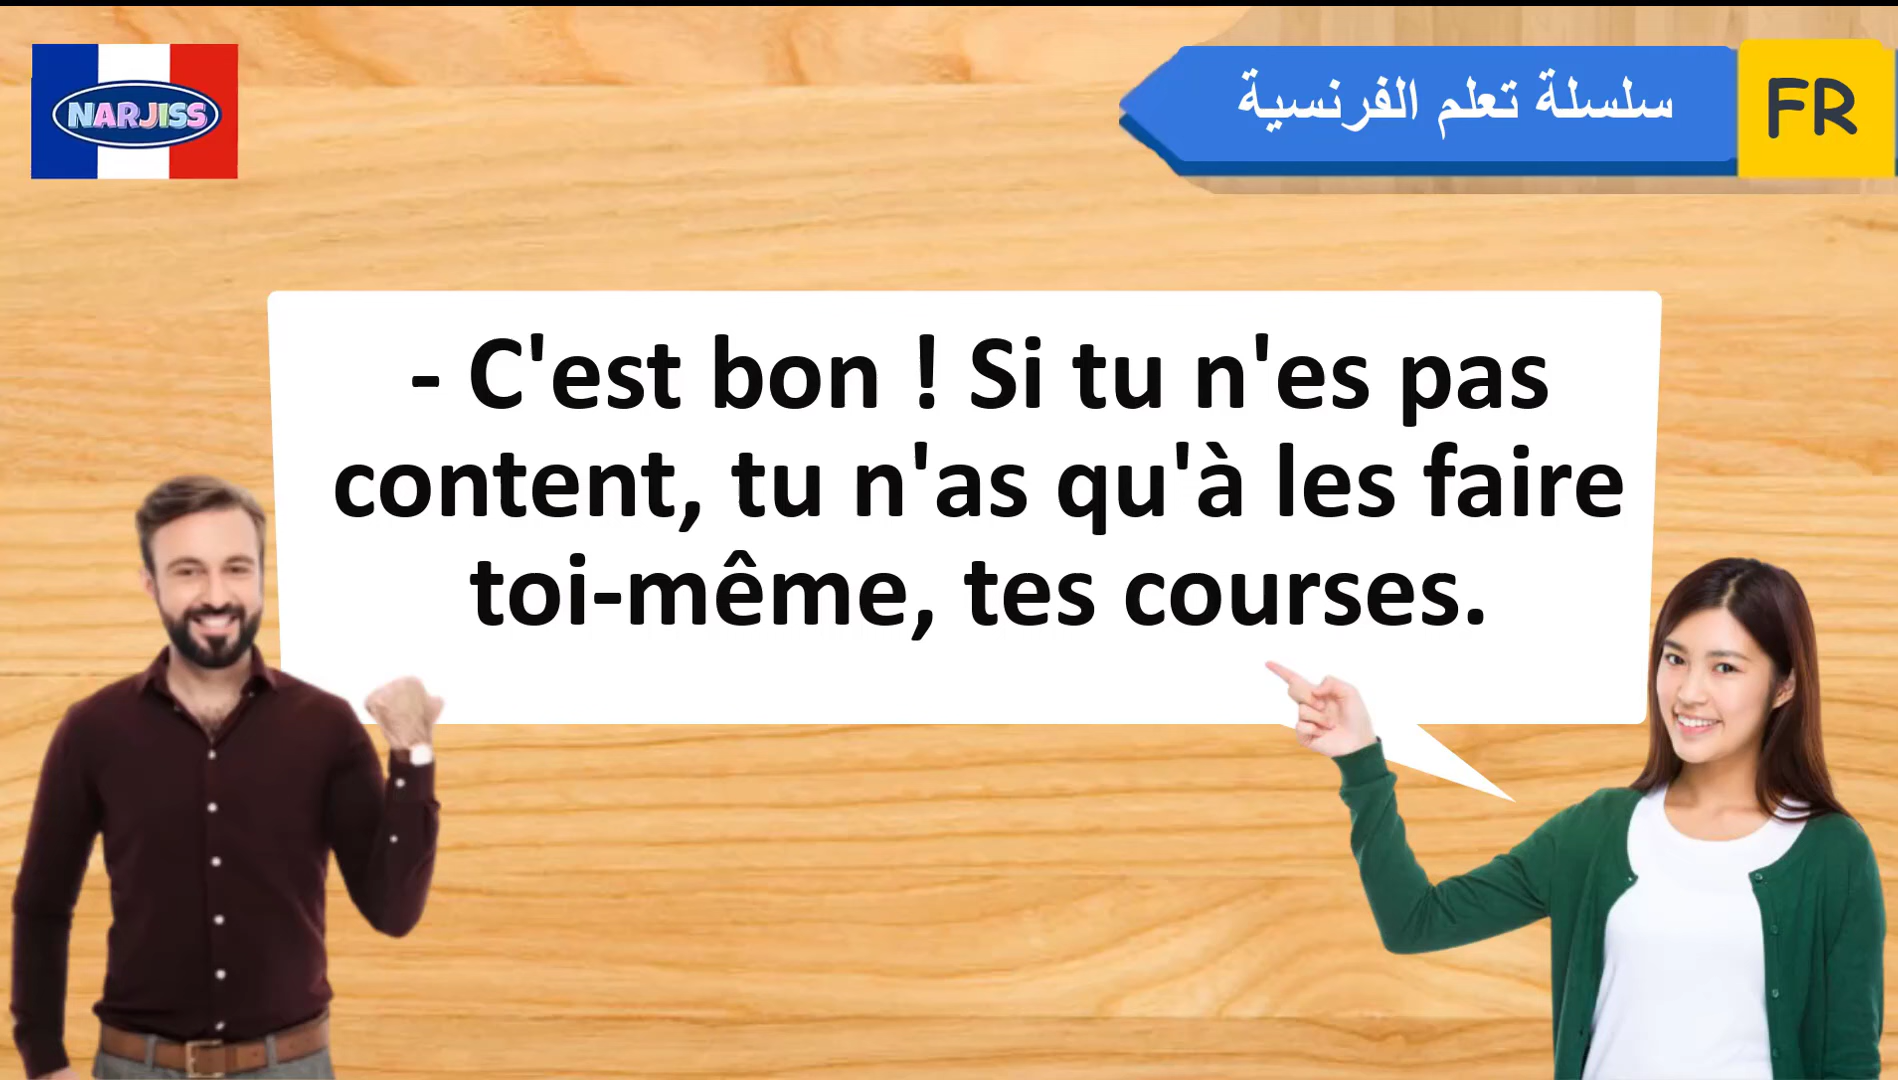 NARJISS
سلسلة تعلم الفرنسية
FR
- C'est bon ! Si tu n'es pas
content, tu n'as qu'à les faire
toi-même, tes courses.